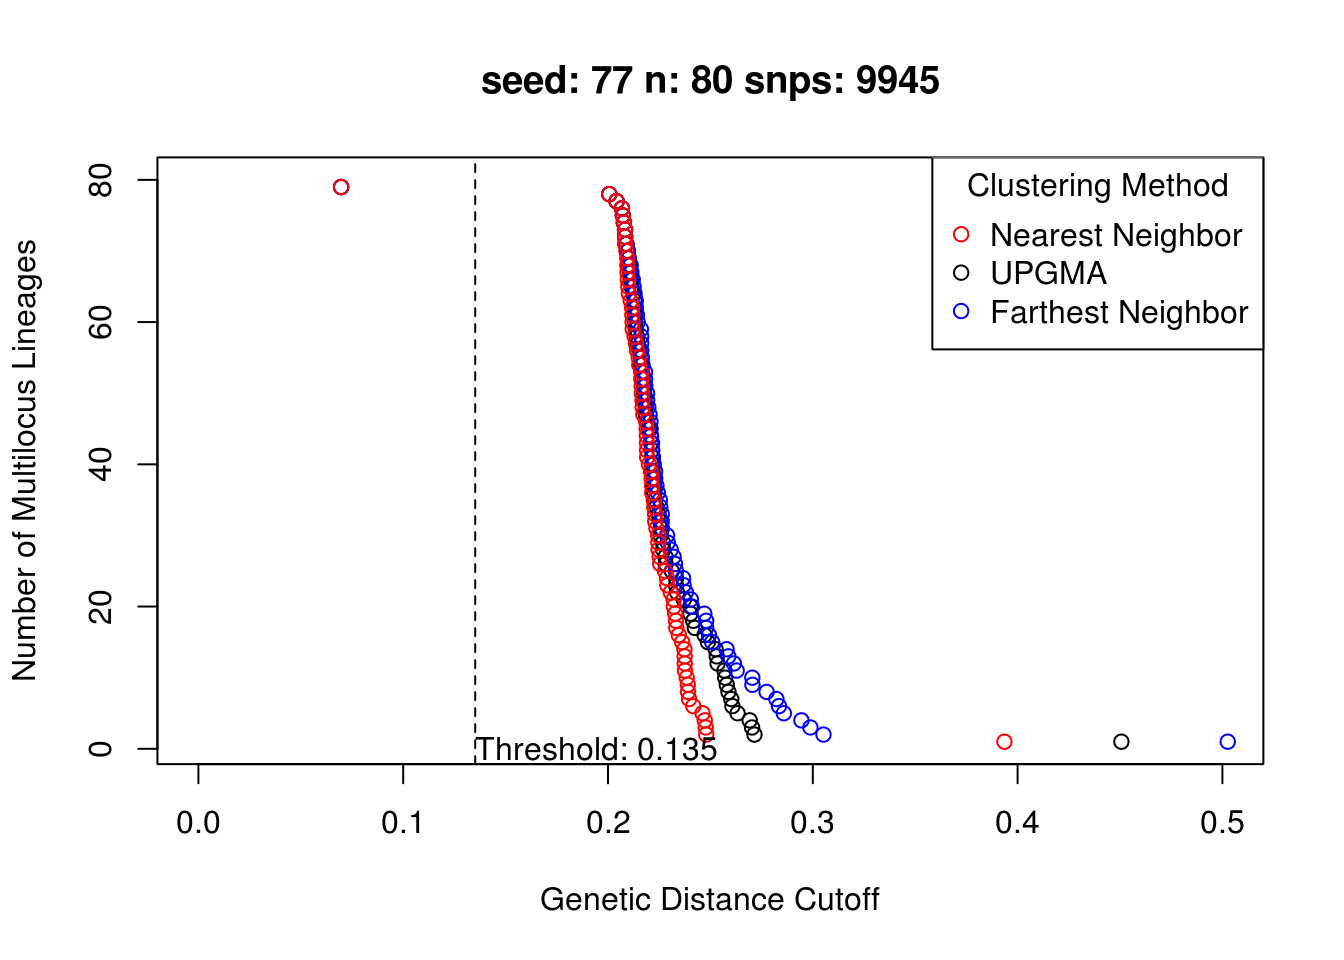 seed: 77 n: 80 snps: 9945
Clustering Method
Nearest Neighbor
UPGMA
Farthest Neighbor
Number of Multilocus Lineages
80
60
40
20
0
Threshold: 0.135
0.0 0.1 0.2 0.3 0.4 0.5
Genetic Distance Cutoff